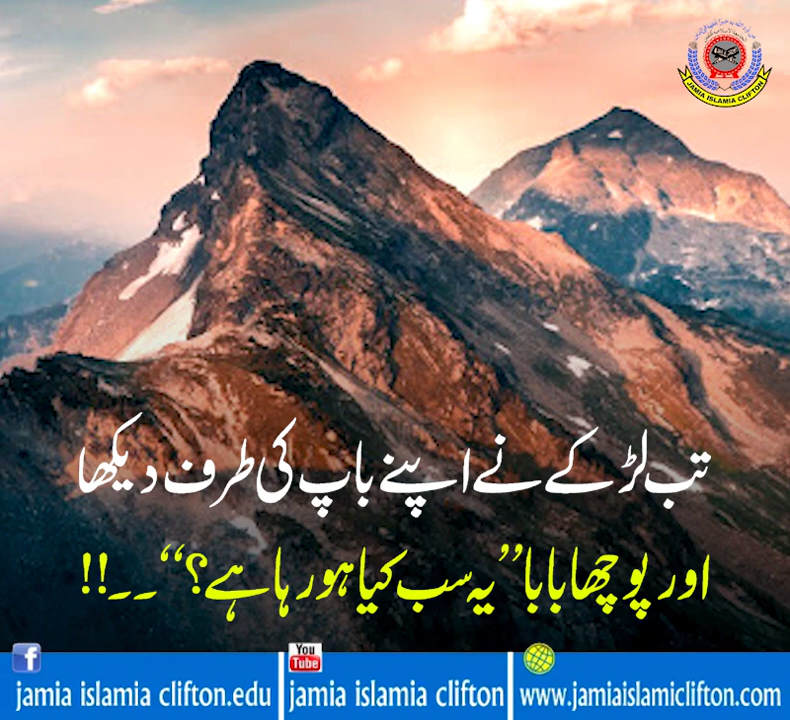 JAMIA ISLAMIA CLIFTON
تب لڑکے نے اپنے باپ کی طرف دیکھا
اور پوچھا بابا”یہ سب کیا ہو رہا ہے؟“۔۔!!
jamia islamia clifton.edu
You Tube
jamia islamia clifton
www.jamiaislamiclifton.com